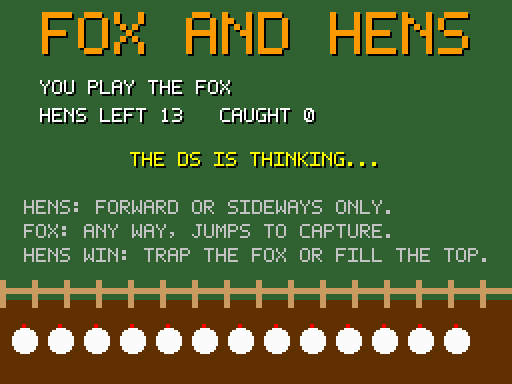 FOX AND HENS
YOU PLAY THE FOX
HENS LEFT 13 CAUGHT 0
THE DS IS THINKING...
HENS: FORWARD OR SIDEWAYS ONLY.
FOX: ANY WAY, JUMPS TO CAPTURE.
HENS WIN: TRAP THE FOX OR FILL THE TOP.